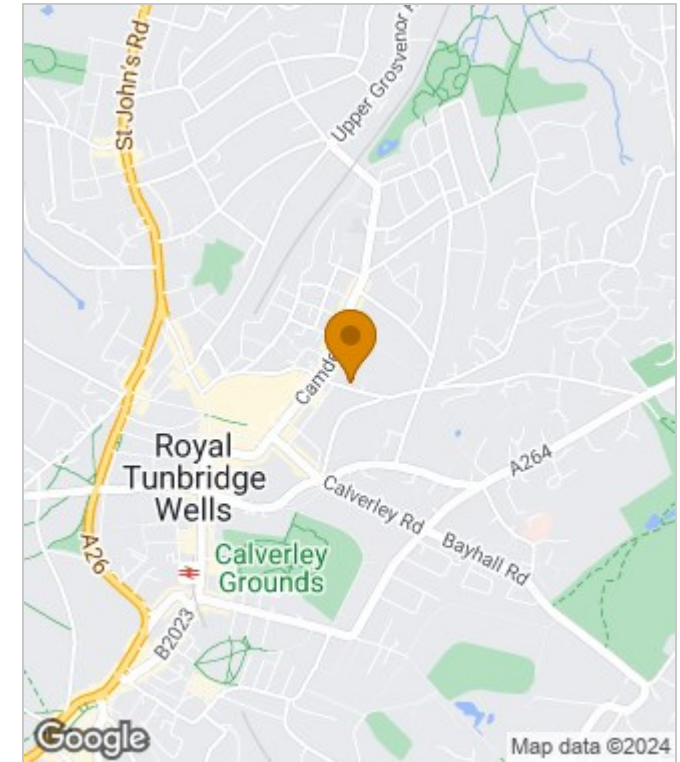 St John's Rd
Upper Grosvenor
Camde
Royal
Tunbridge
Wells
A264
Calverley Rd
Bayhall Rd
A26
Calverley
Grounds
B2023
Google
Map data ©2024